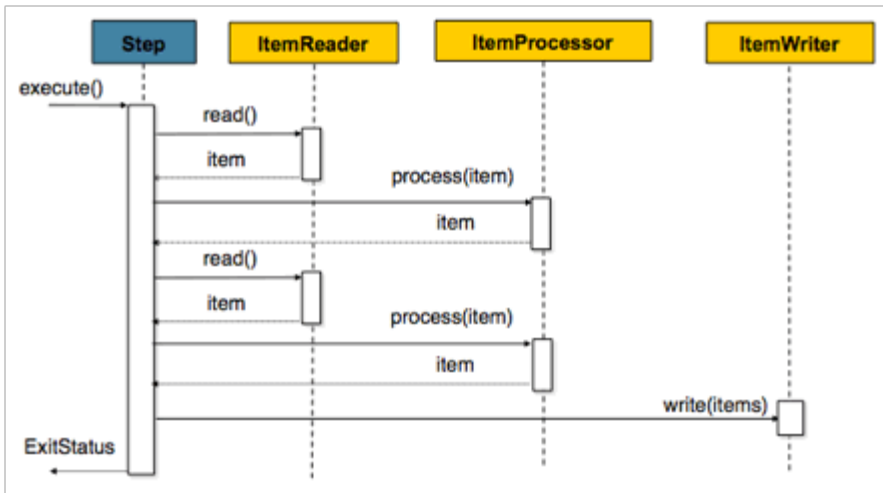 Step ItemReader ItemProcessor ItemWriter
execute()
read()
item
process(item)
item
read()
item
process(item)
item
write(items)
ExitStatus